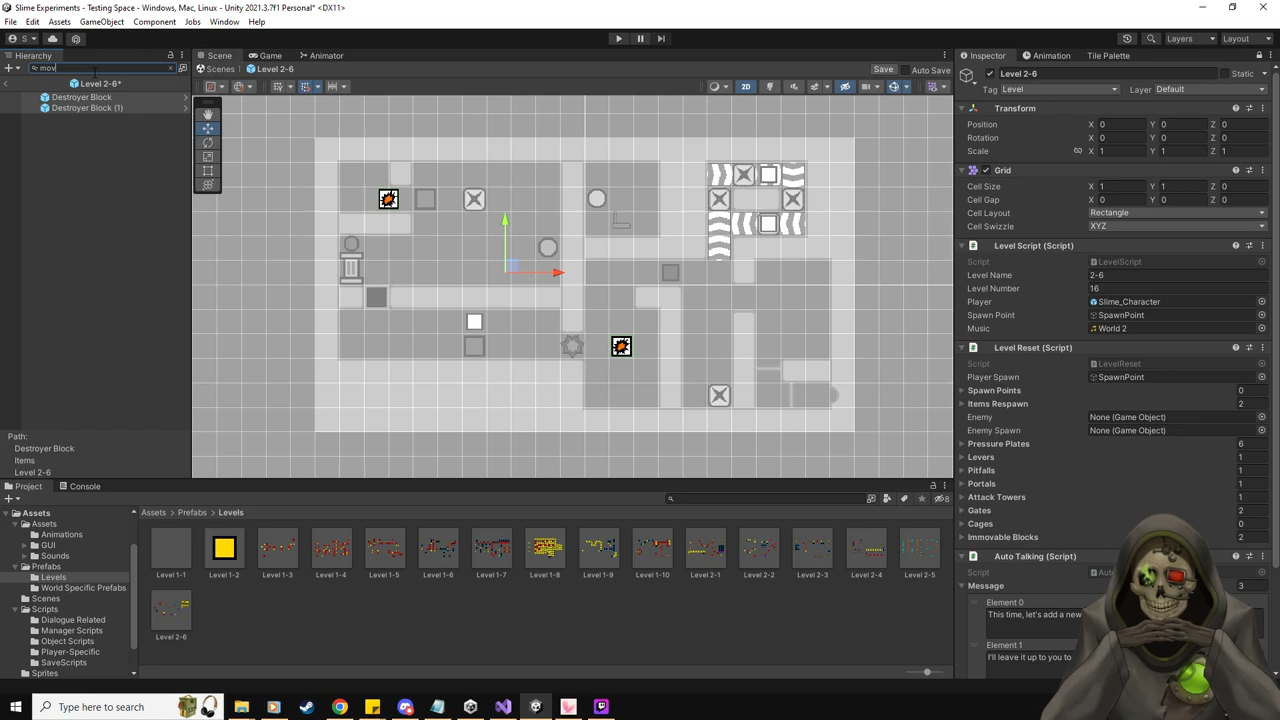 Slime Experiments - Testing Space - Windows, Mac, Linux - Unity 2021.3.7f1 Personal* <DX11>
File Edit Assets GameObject Component Jobs Tools Window Help
S Layers Layout
Hierarchy
mov
Level 2-6*
Destroyer Block
Destroyer Block (1)
Path:
Destroyer Block
Items
Level 2-6
Scene Game Animator
Scenes Level 2-6 Save Auto Save
2D
Inspector Animation Tile Palette
Level 2-6 Static
Tag Level Layer Default
Transform
Position X 0 Y 0 Z 0
Rotation X 0 Y 0 Z 0
Scale X 1 Y 1 Z 1
Grid
Cell Size X 1 Y 1 Z 0
Cell Gap X 0 Y 0 Z 0
Cell Layout Rectangle
Cell Swizzle XYZ
Level Script (Script)
Script LevelScript
Level Name 2-6
Level Number 16
Player Slime_Character
Spawn Point SpawnPoint
Music World 2
Level Reset (Script)
Script LevelReset
Player Spawn SpawnPoint
Spawn Points 0
Items Respawn 2
Enemy None (Game Object)
Enemy Spawn None (Game Object)
Pressure Plates 6
Levers 1
Pitfalls 1
Portals 1
Attack Towers 1
Gates 2
Cages 0
Immovable Blocks 2
Auto Talking (Script)
Script
Message 3
Element 0
This time, let's add a new
Element 1
I'll leave it up to you to
Project Console
8
Assets
Assets
Animations
GUI
Sounds
Prefabs
Levels
World Specific Prefabs
Scenes
Scripts
Dialogue Related
Manager Scripts
Object Scripts
Player-Specific
SaveScripts
Sprites
Assets > Prefabs > Levels
Level 1-1 Level 1-2 Level 1-3 Level 1-4 Level 1-5 Level 1-6 Level 1-7 Level 1-8 Level 1-9 Level 1-10 Level 2-1 Level 2-2 Level 2-3 Level 2-4 Level 2-5
Level 2-6
Type here to search